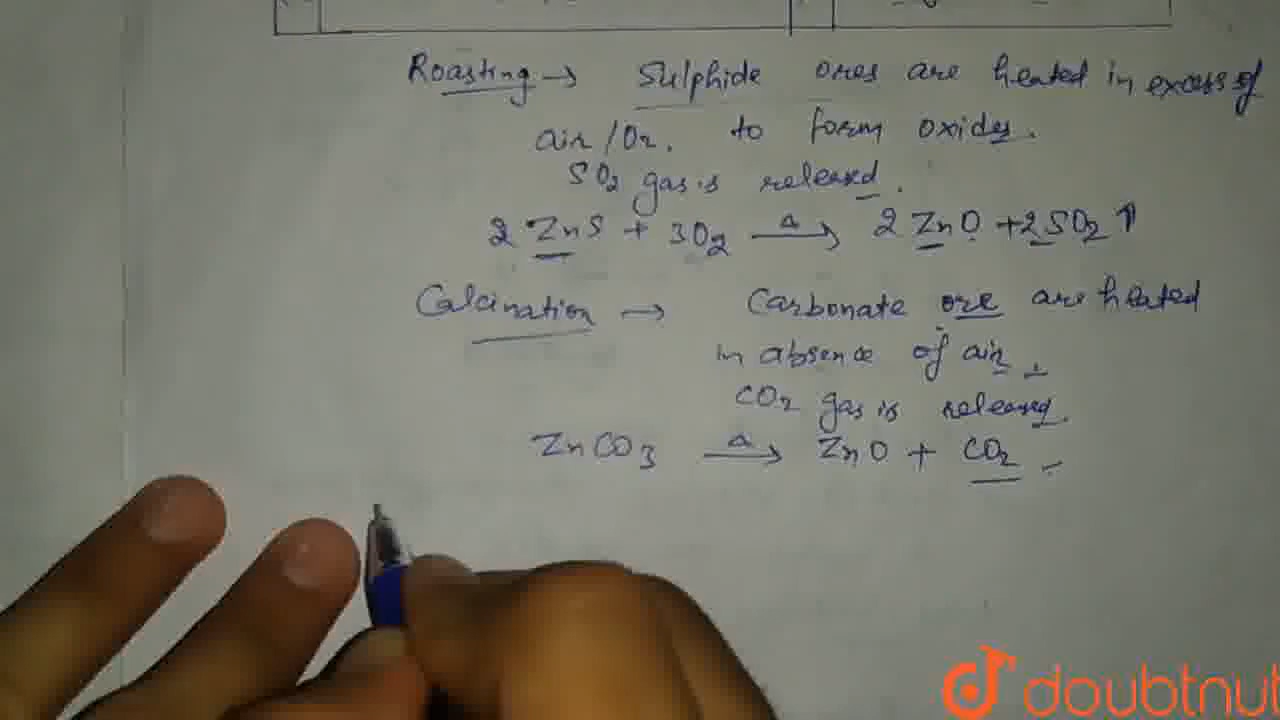 Roasting → Sulphide ores are heated in excess of
air/O2. to form oxides.
SO2 gas is released.
2 ZnS + 3O2 →Δ 2 ZnO + 2SO2 ↑
Calcination → Carbonate ore are heated
in absence of air.
CO2 gas is released.
ZnCO3 →Δ ZnO + CO2
doubtnut